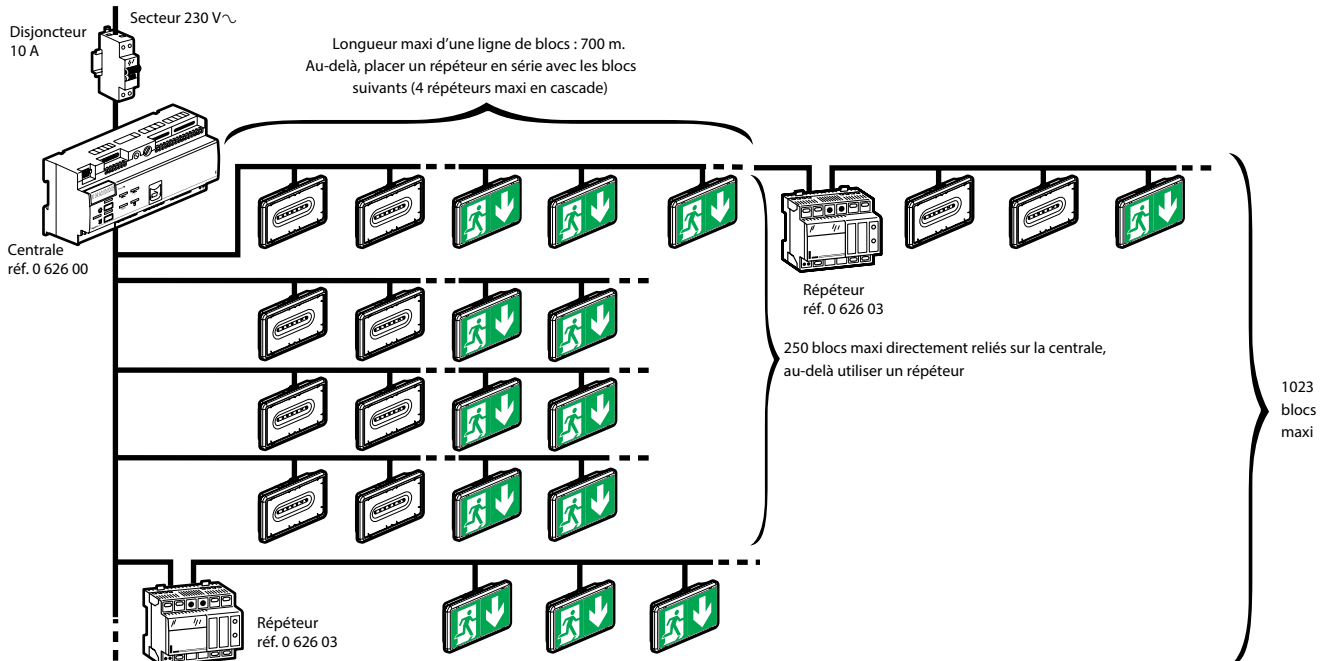 Secteur 230 V~
Disjoncteur
10 A
Longueur maxi d'une ligne de blocs : 700 m.
Au-delà, placer un répéteur en série avec les blocs
suivants (4 répéteurs maxi en cascade)
Centrale
réf. 0 626 00
Répéteur
réf. 0 626 03
250 blocs maxi directement reliés sur la centrale,
au-delà utiliser un répéteur
1023
blocs
maxi
Répéteur
réf. 0 626 03